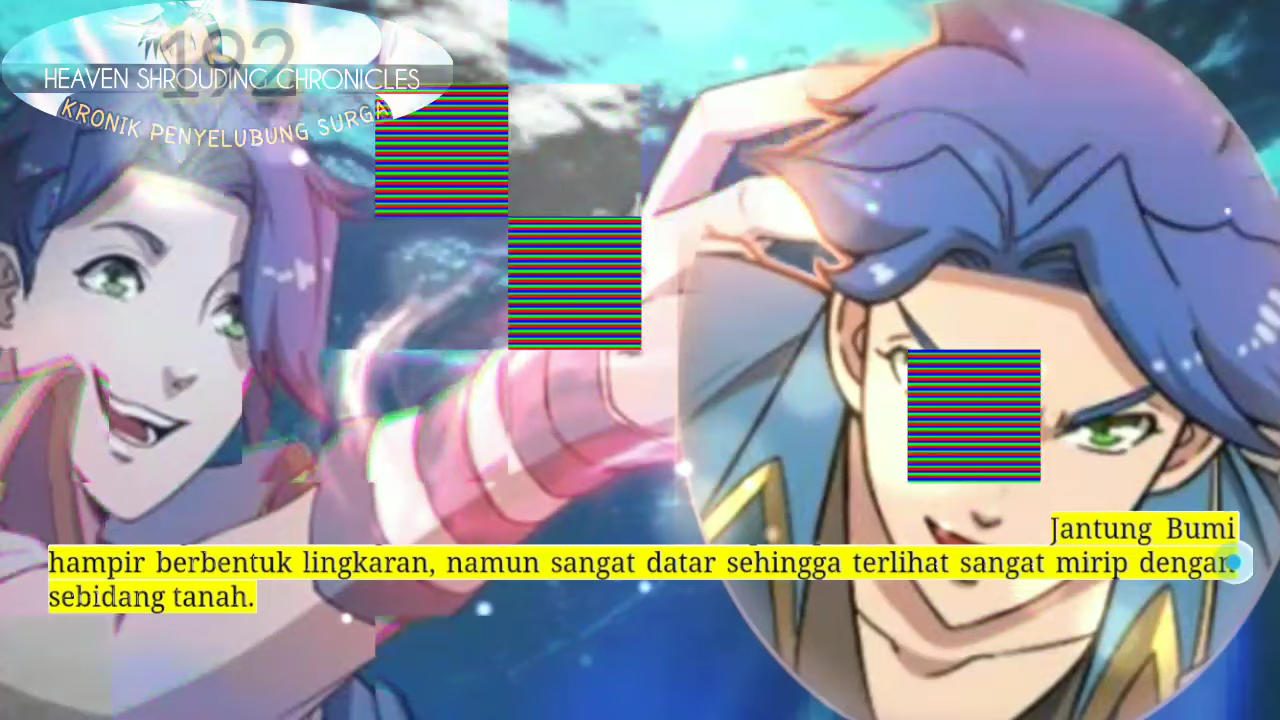 192
HEAVEN SHROUDING CHRONICLES
KRONIK PENYELUBUNG SURGA
Jantung Bumi
hampir berbentuk lingkaran, namun sangat datar sehingga terlihat sangat mirip dengan
sebidang tanah.